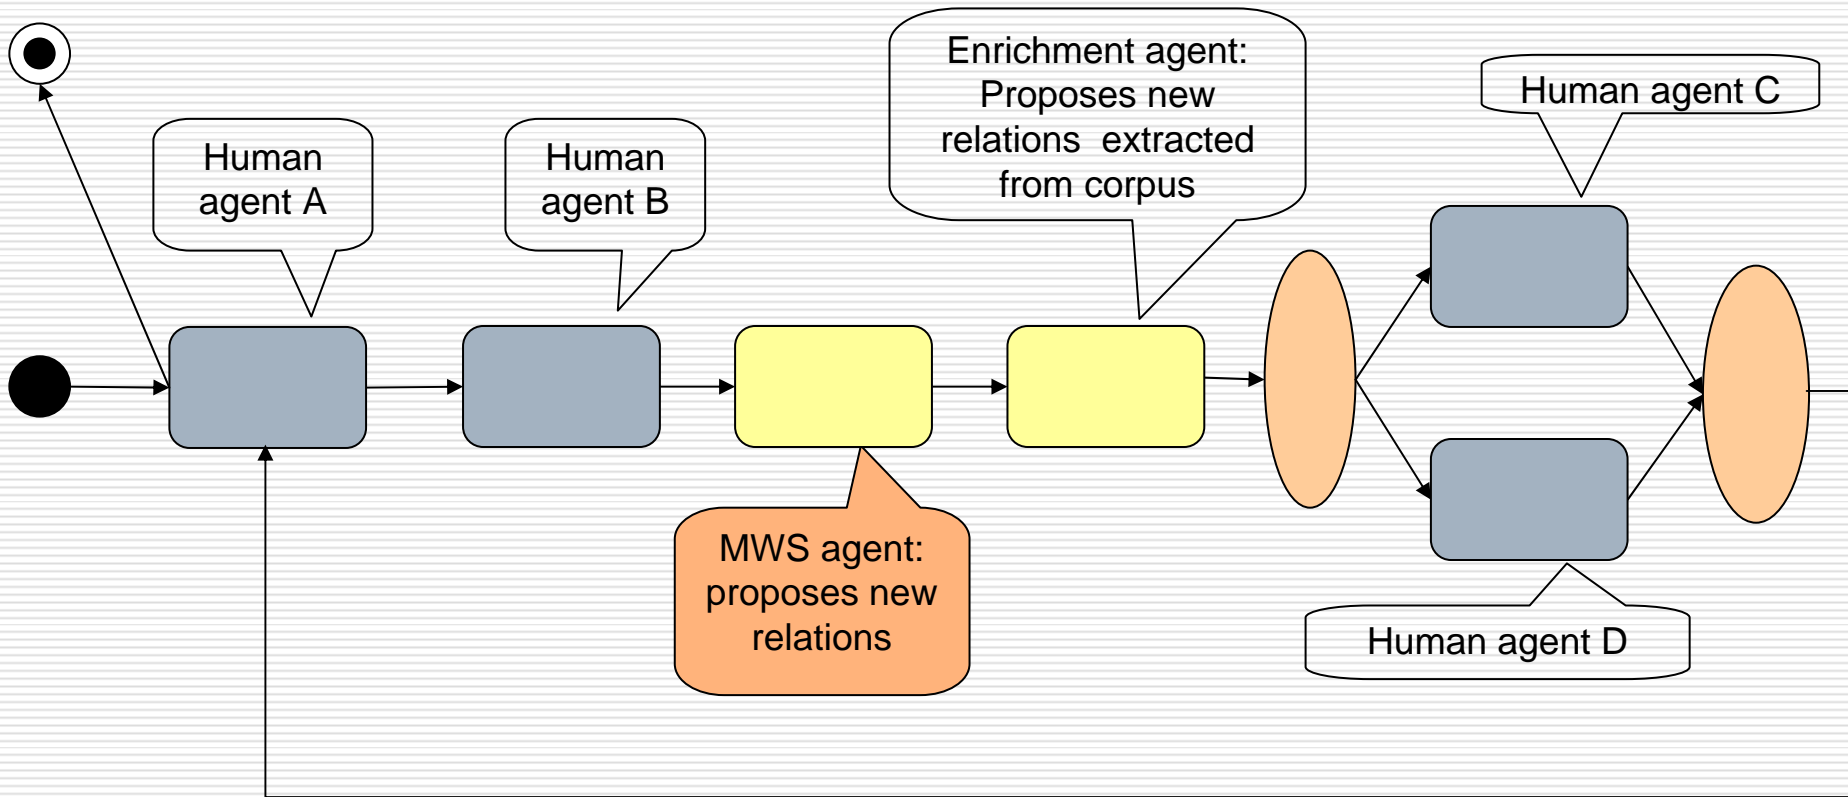 Human
agent A
Human
agent B
Enrichment agent:
Proposes new
relations extracted
from corpus
Human agent C
MWS agent:
proposes new
relations
Human agent D